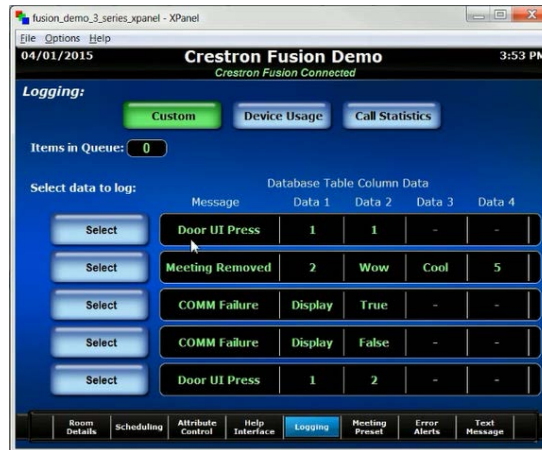 fusion_demo_3_series_xpanel - XPanel
File Options Help
04/01/2015 Crestron Fusion Demo 3:53 PM
Crestron Fusion Connected
Logging:
Custom Device Usage Call Statistics
Items in Queue: 0
Select data to log: Database Table Column Data
Message Data 1 Data 2 Data 3 Data 4
Select Door UI Press 1 1 - -
Select Meeting Removed 2 Wow Cool 5
Select COMM Failure Display True - -
Select COMM Failure Display False - -
Select Door UI Press 1 2 - -
Room Details Scheduling Attribute Control Help Interface Logging Meeting Preset Error Alerts Text Message